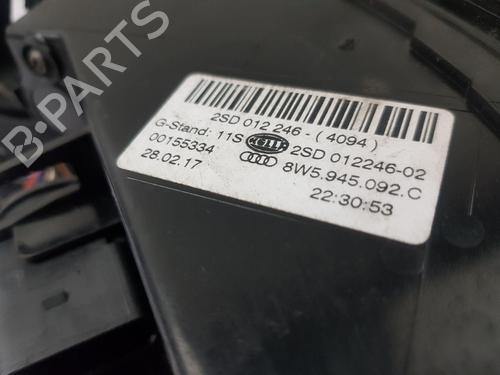 B-PARTS
2SD 012 246-(4094)
G-Stand: 11S HELLA 2SD 012246-02
00155334 8W5.945.092.C
28.02.17 22:30:53